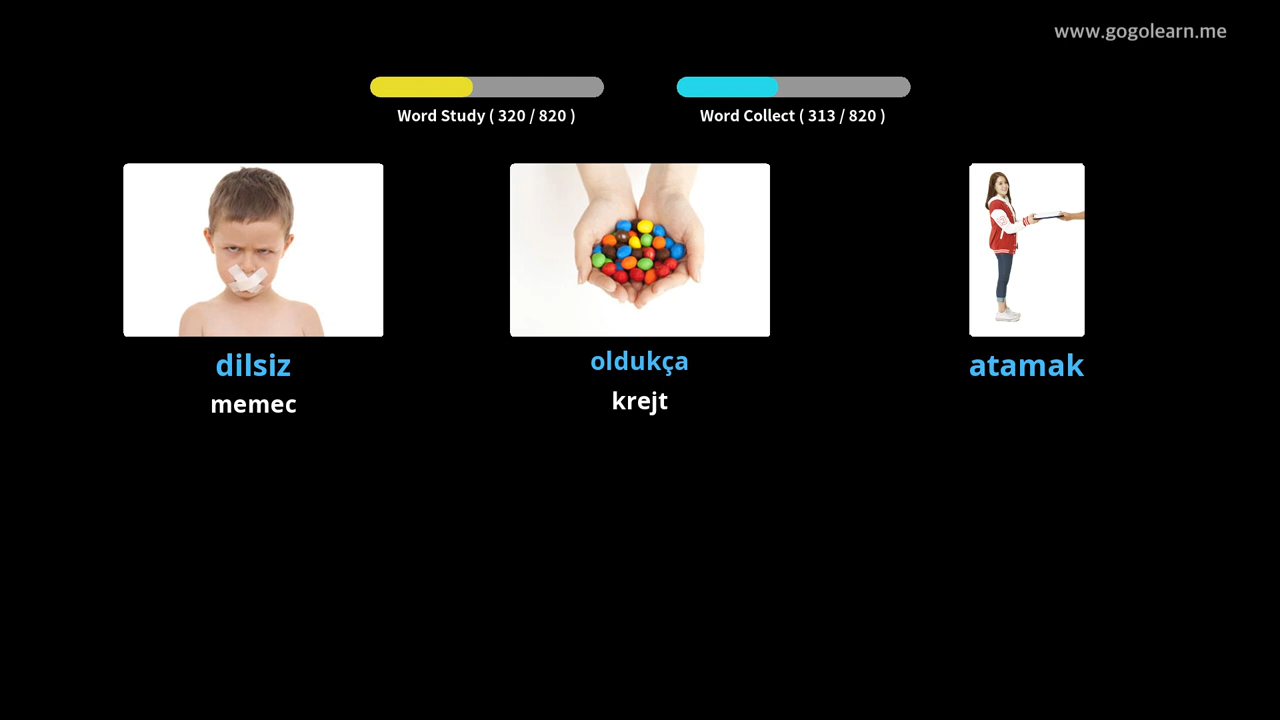 www.gogolearn.me
Word Study ( 320 / 820 )
Word Collect ( 313 / 820 )
dilsiz
memec
oldukça
krejt
atamak